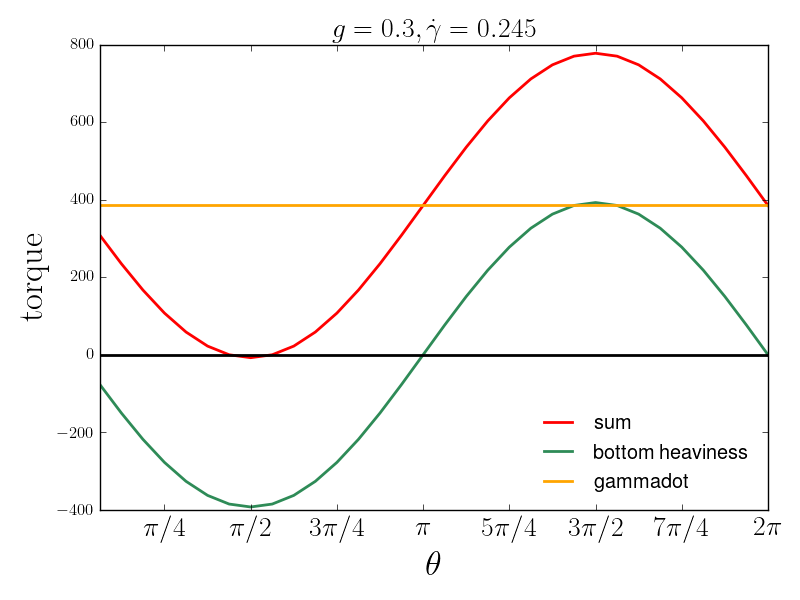 g = 0.3, γ̇ = 0.245
800
600
400
200
0
−200
−400
torque
π/4 π/2 3π/4 π 5π/4 3π/2 7π/4 2π
θ
sum
bottom heaviness
gammadot